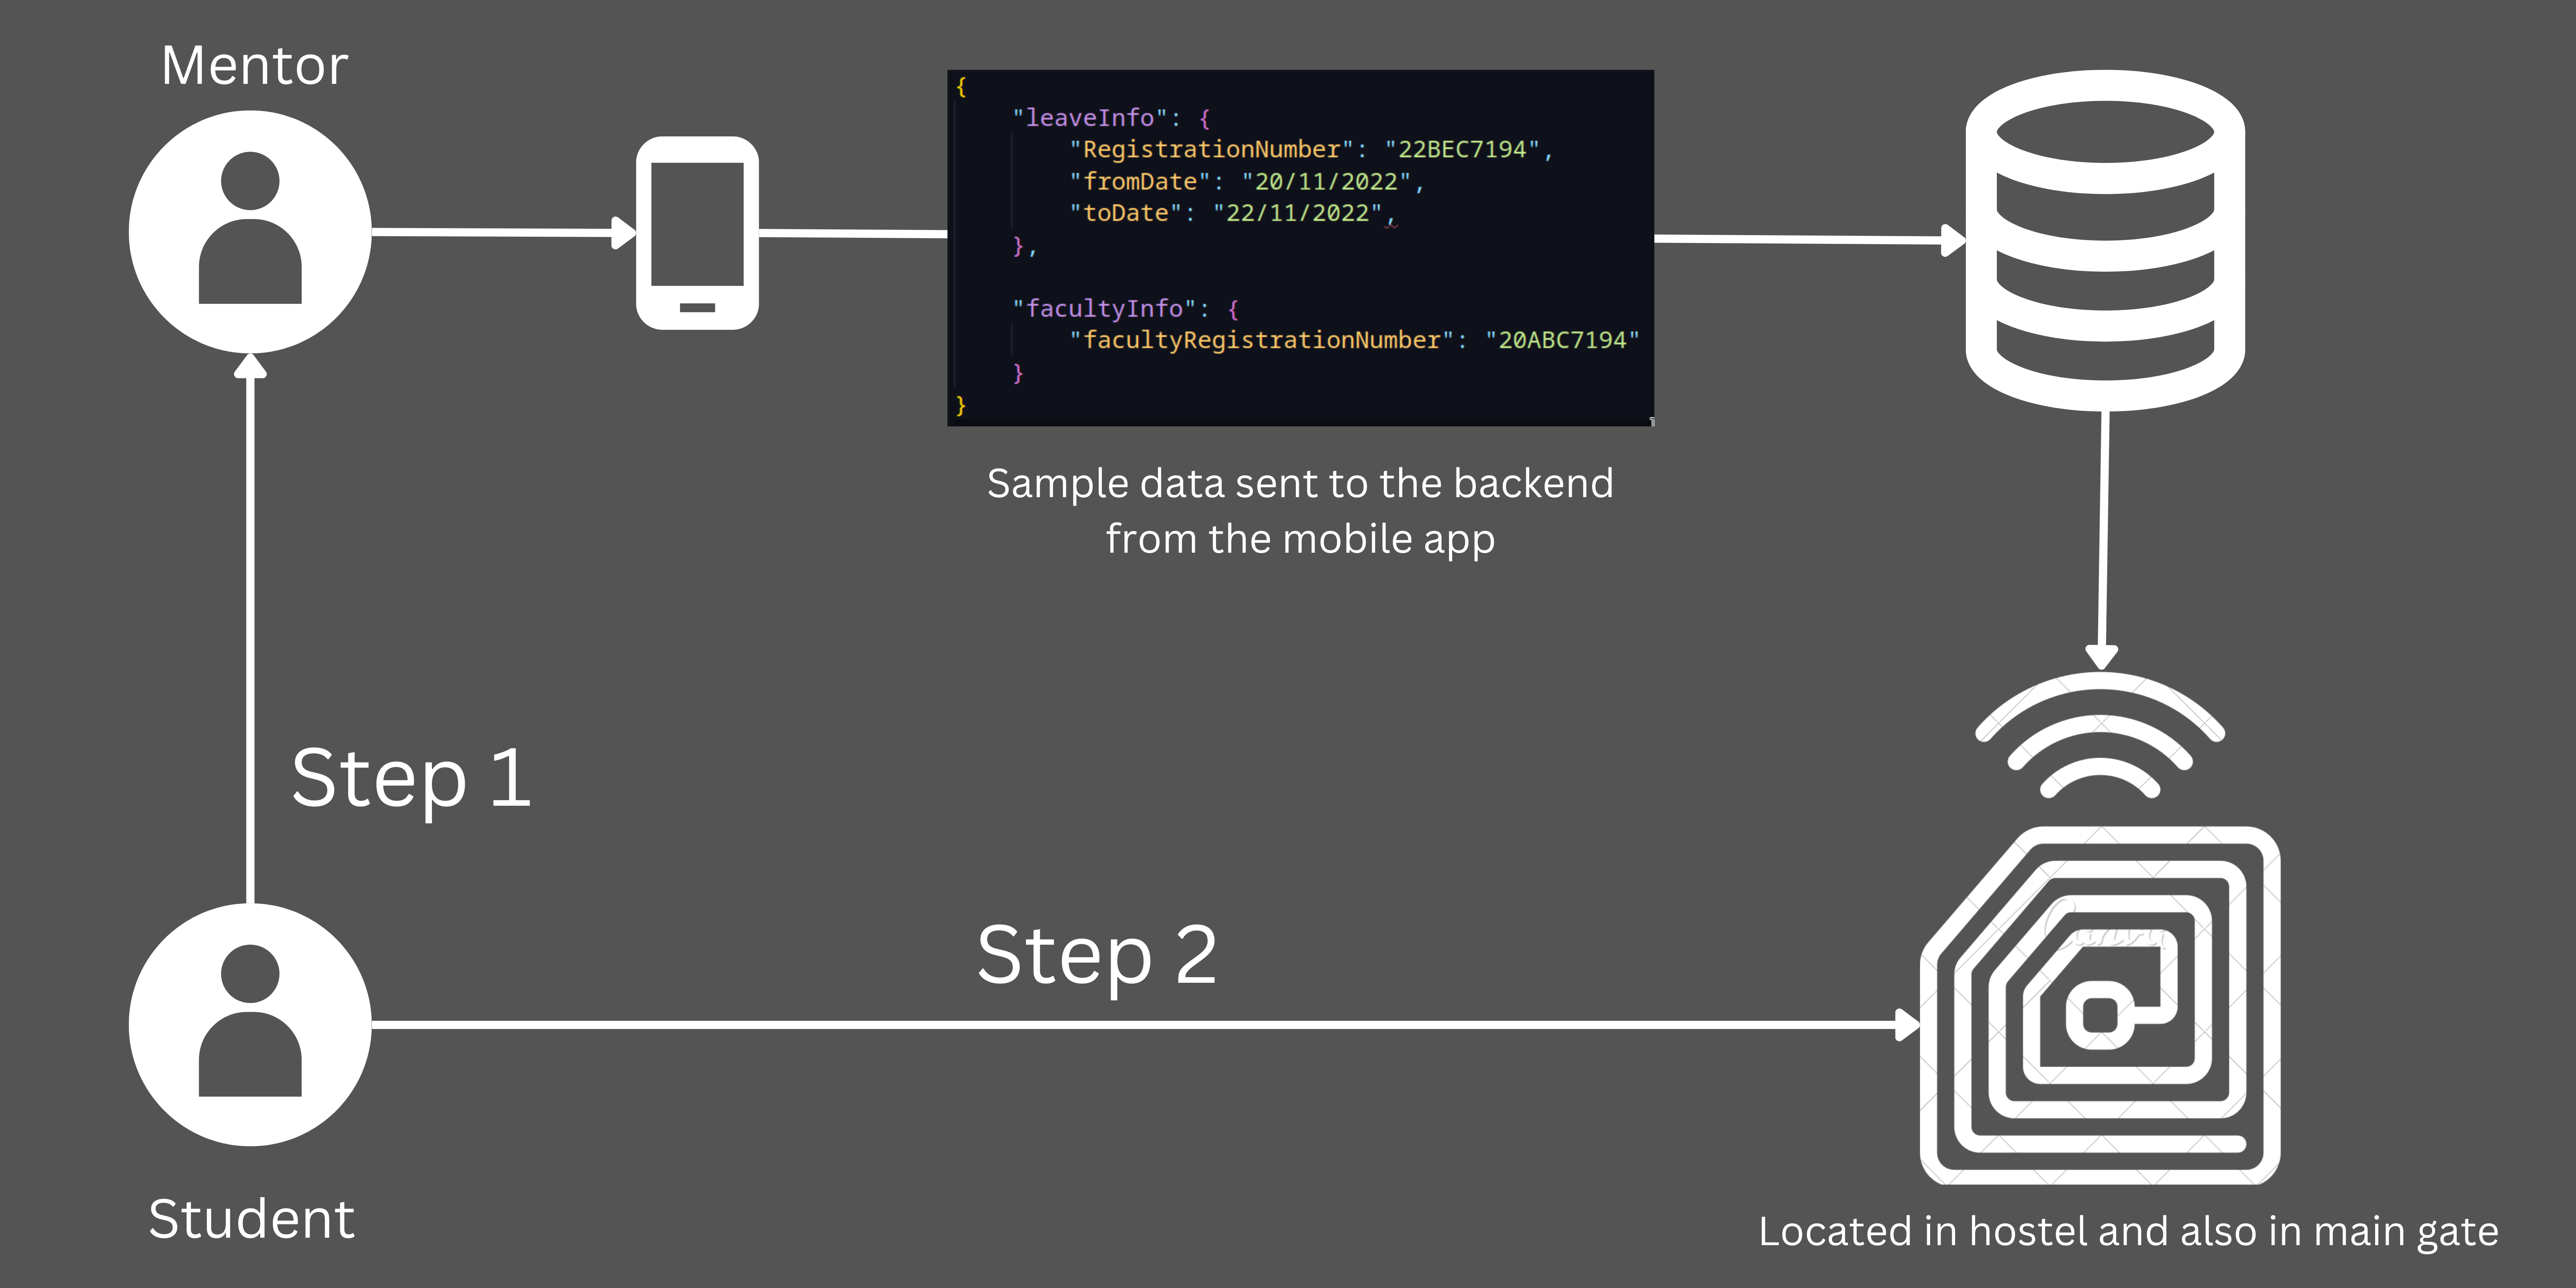 Mentor
{
"leaveInfo": {
"RegistrationNumber": "22BEC7194",
"fromDate": "20/11/2022",
"toDate": "22/11/2022",
},
"facultyInfo": {
"facultyRegistrationNumber": "20ABC7194"
}
}
Sample data sent to the backend
from the mobile app
Step 1
Step 2
Student
Located in hostel and also in main gate